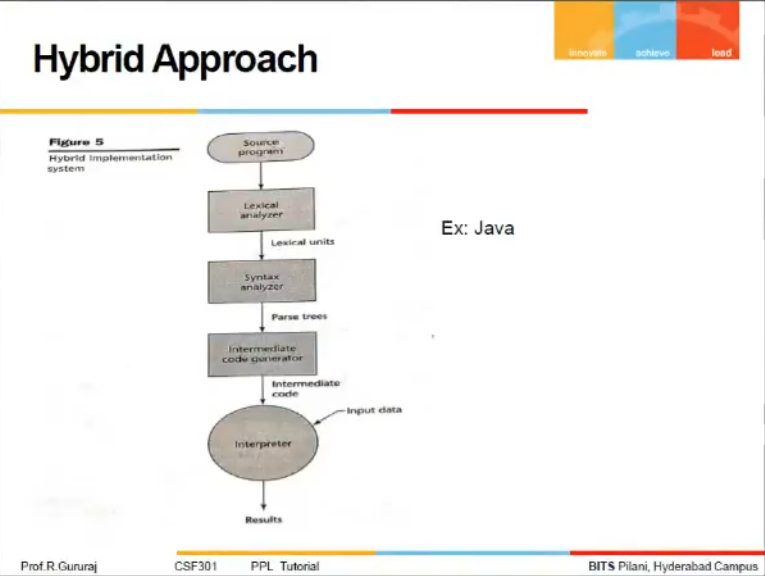 innovate achieve lead
Hybrid Approach
Figure 5
Hybrid implementation
system
Source
program
Lexical
analyzer
Lexical units
Ex: Java
Syntax
analyzer
Parse trees
Intermediate
code generator
Intermediate
code
Input data
Interpreter
Results
Prof.R.Gururaj CSF301 PPL Tutorial BITS Pilani, Hyderabad Campus